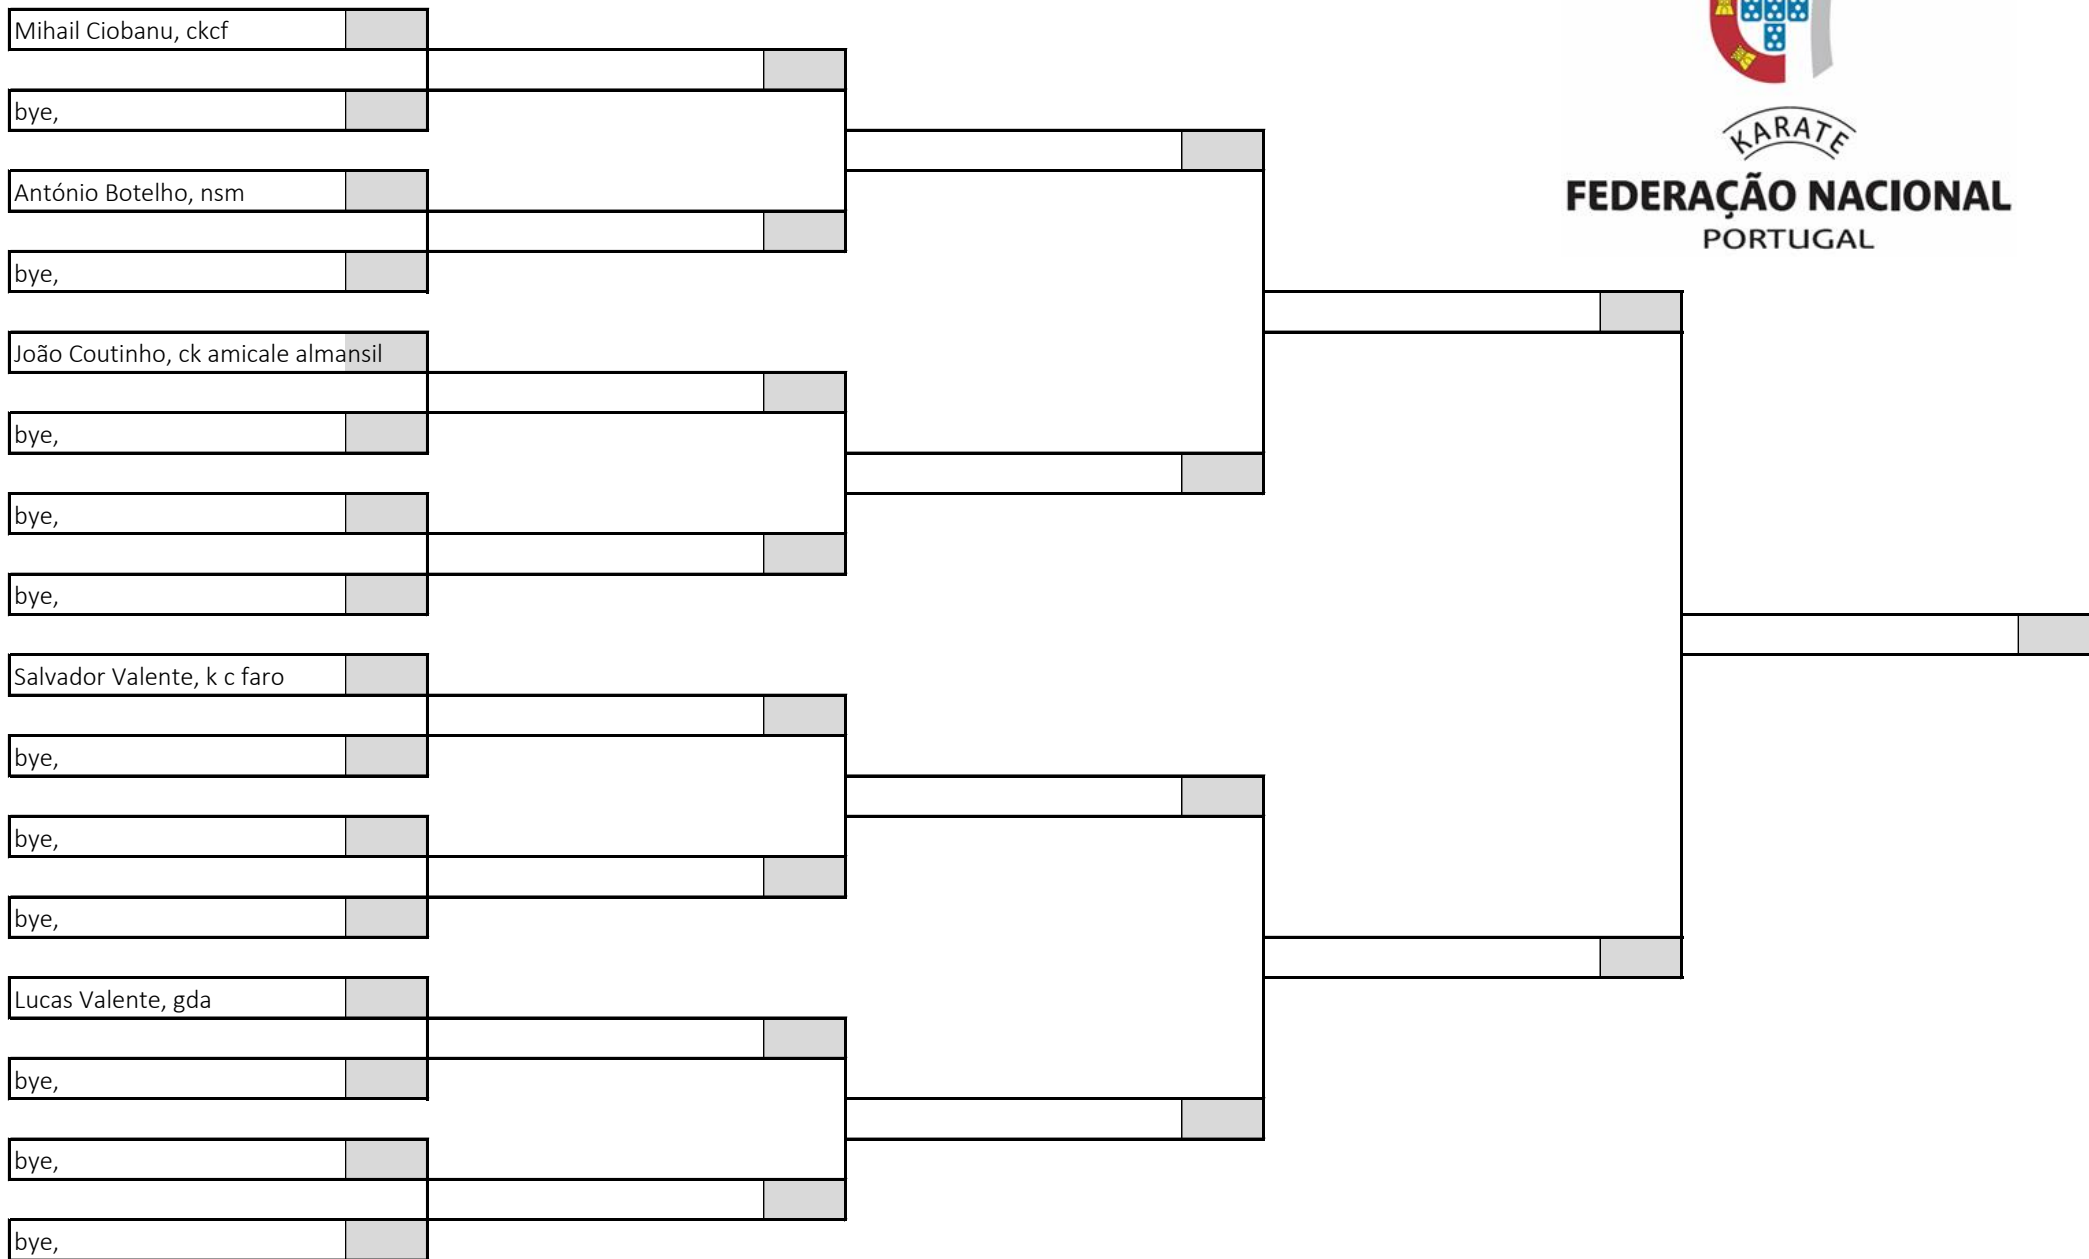 Mihail Ciobanu, ckcf
bye,
António Botelho, nsm
bye,
João Coutinho, ck amicale almansil
bye,
bye,
bye,
Salvador Valente, k c faro
bye,
bye,
bye,
Lucas Valente, gda
bye,
bye,
bye,
KARATE
FEDERAÇÃO NACIONAL
PORTUGAL